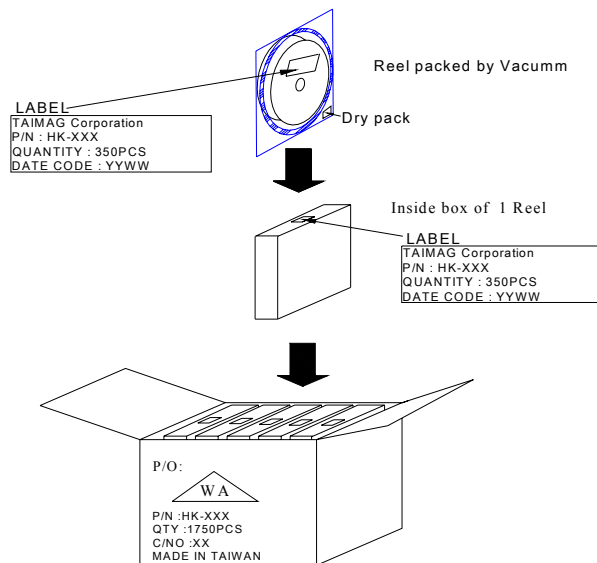 Reel packed by Vacumm
Dry pack
LABEL
TAIMAG Corporation
P/N : HK-XXX
QUANTITY : 350PCS
DATE CODE : YYWW
Inside box of 1 Reel
LABEL
TAIMAG Corporation
P/N : HK-XXX
QUANTITY : 350PCS
DATE CODE : YYWW
P/O:
WA
P/N :HK-XXX
QTY :1750PCS
C/NO :XX
MADE IN TAIWAN